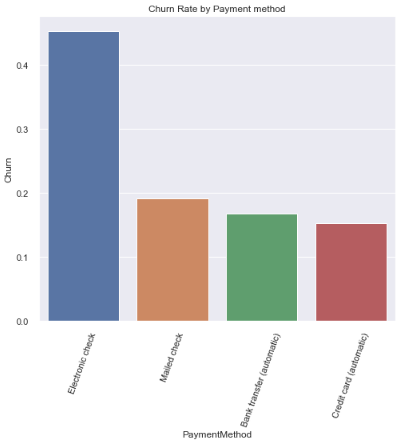 Churn Rate by Payment method
Churn
0.4
0.3
0.2
0.1
0.0
Electronic check
Mailed check
Bank transfer (automatic)
Credit card (automatic)
PaymentMethod